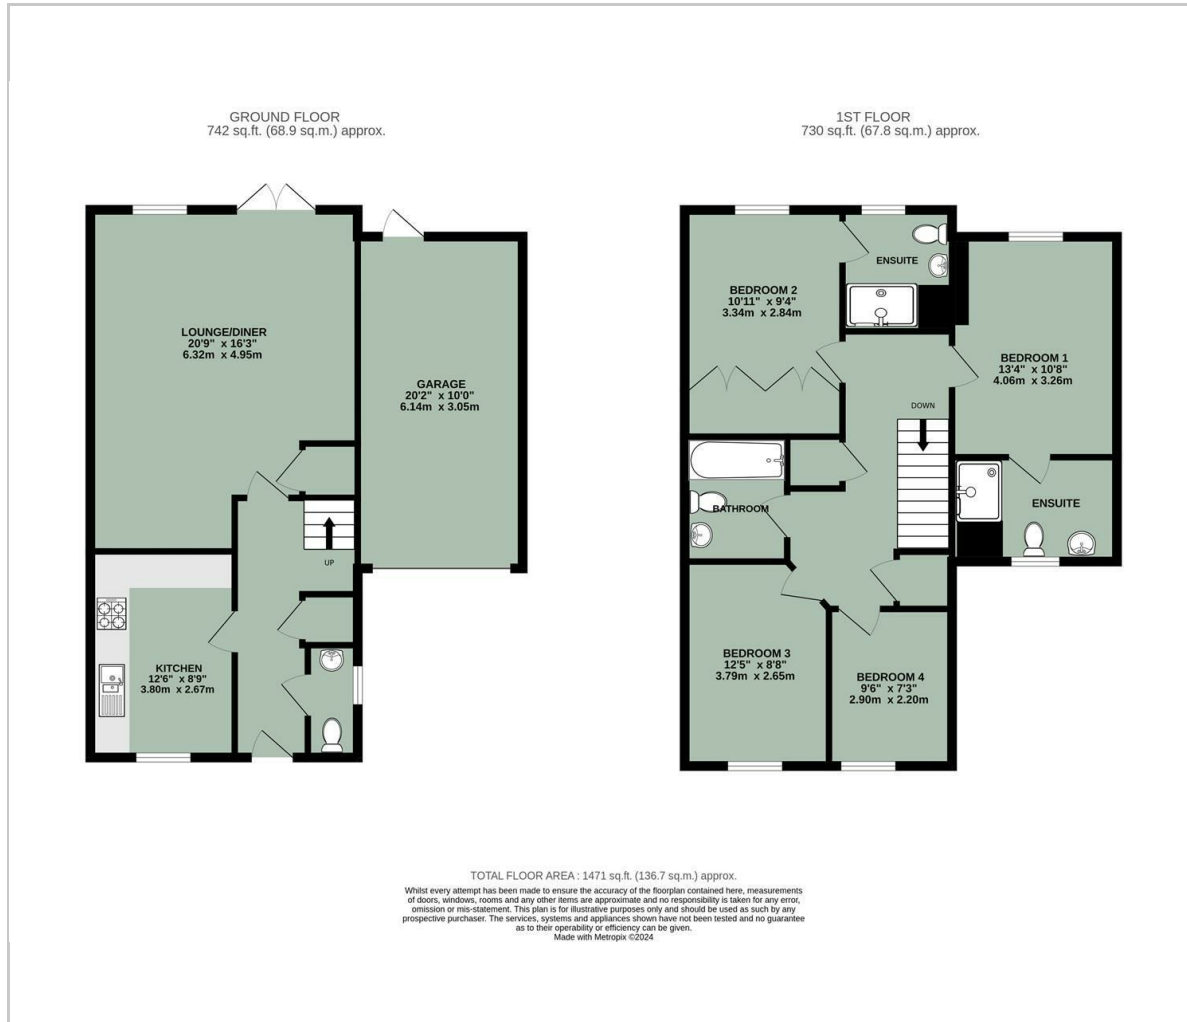 GROUND FLOOR
742 sq.ft. (68.9 sq.m.) approx.
LOUNGE/DINER
20'9" x 16'3"
6.32m x 4.95m
GARAGE
20'2" x 10'0"
6.14m x 3.05m
UP
KITCHEN
12'6" x 8'9"
3.80m x 2.67m
1ST FLOOR
730 sq.ft. (67.8 sq.m.) approx.
ENSUITE
BEDROOM 2
10'11" x 9'4"
3.34m x 2.84m
BEDROOM 1
13'4" x 10'8"
4.06m x 3.26m
DOWN
BATHROOM
ENSUITE
BEDROOM 3
12'5" x 8'8"
3.79m x 2.65m
BEDROOM 4
9'6" x 7'3"
2.90m x 2.20m
TOTAL FLOOR AREA : 1471 sq.ft. (136.7 sq.m.) approx.
Whilst every attempt has been made to ensure the accuracy of the floorplan contained here, measurements
of doors, windows, rooms and any other items are approximate and no responsibility is taken for any error,
omission or mis-statement. This plan is for illustrative purposes only and should be used as such by any
prospective purchaser. The services, systems and appliances shown have not been tested and no guarantee
as to their operability or efficiency can be given.
Made with Metropix ©2024